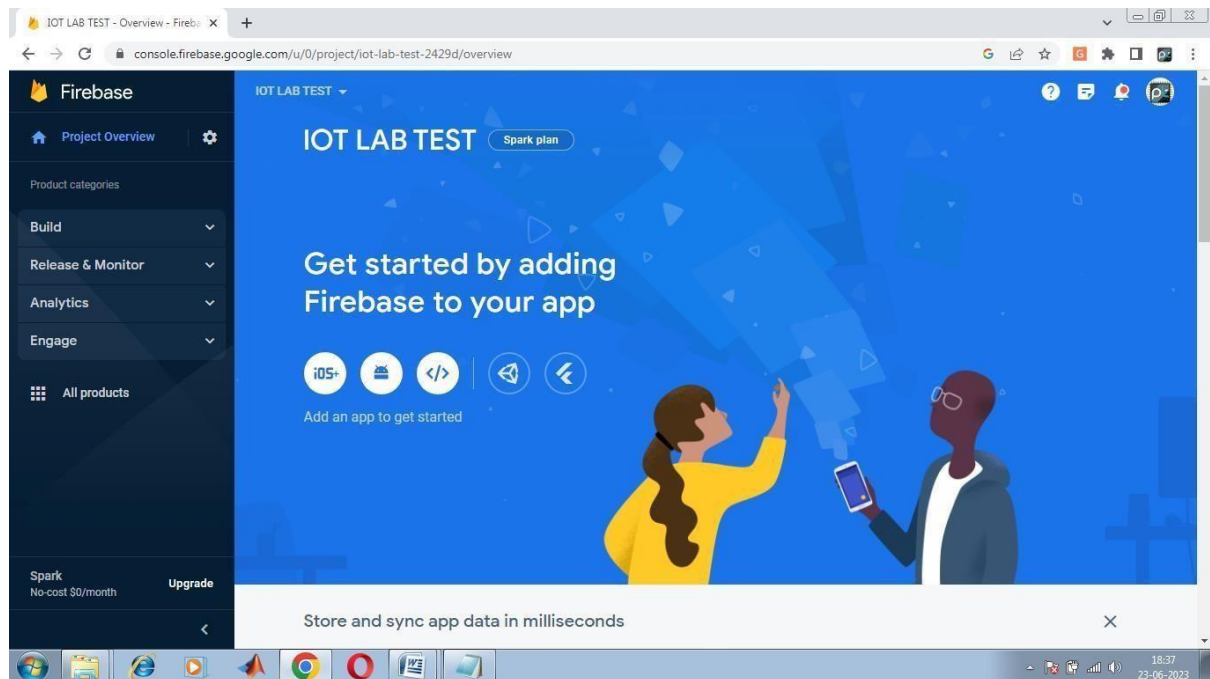 IOT LAB TEST - Overview - Fireba
console.firebase.google.com/u/0/project/iot-lab-test-2429d/overview
Firebase
IOT LAB TEST
Project Overview
IOT LAB TEST Spark plan
Product categories
Build
Release & Monitor
Analytics
Engage
All products
Get started by adding
Firebase to your app
iOS+ </>
Add an app to get started
Spark
No-cost $0/month
Upgrade
Store and sync app data in milliseconds
18:37
23-06-2023